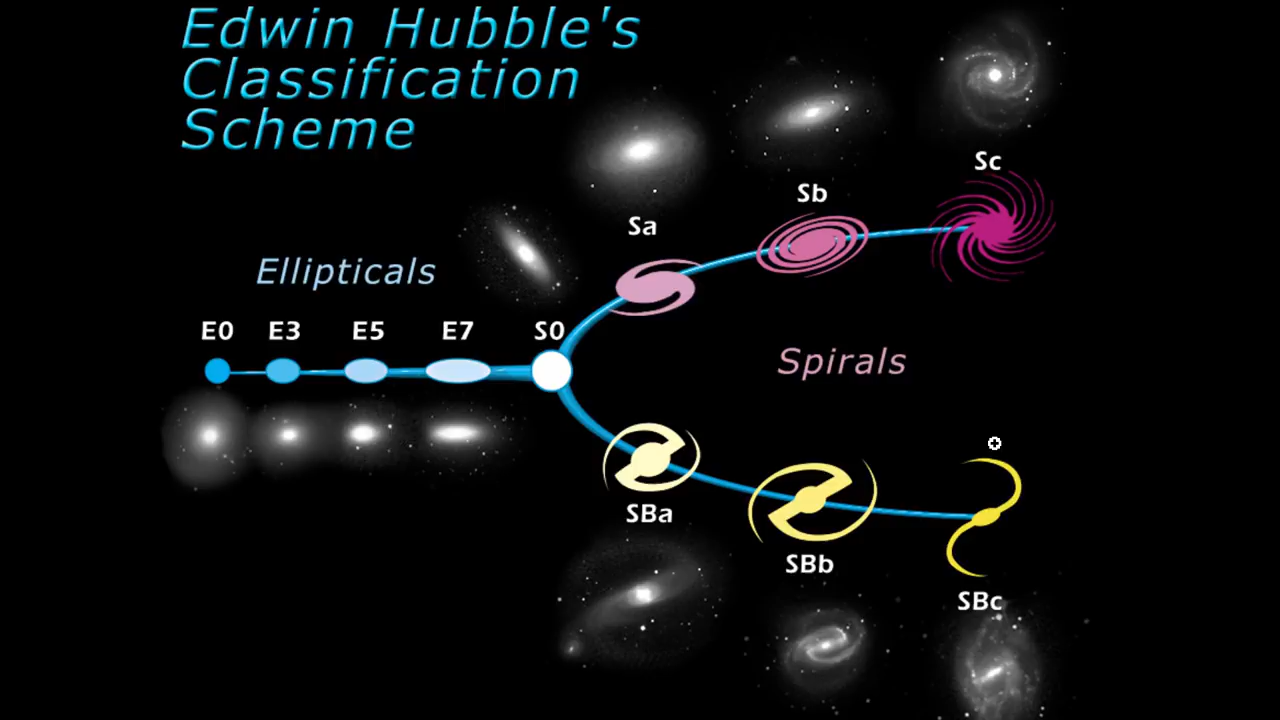 Edwin Hubble's
Classification
Scheme
Sc
Sb
Sa
Ellipticals
E0 E3 E5 E7 S0
Spirals
SBa
SBb
SBc